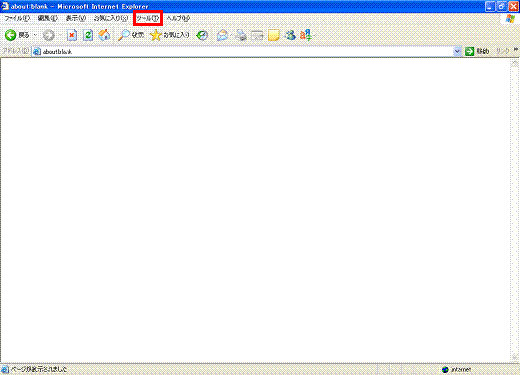 about:blank - Microsoft Internet Explorer
ファイル(F) 編集(E) 表示(V) お気に入り(A) ツール(T) ヘルプ(H)
戻る 検索 お気に入り
アドレス(D) about:blank 移動 リンク »
ページが表示されました インターネット